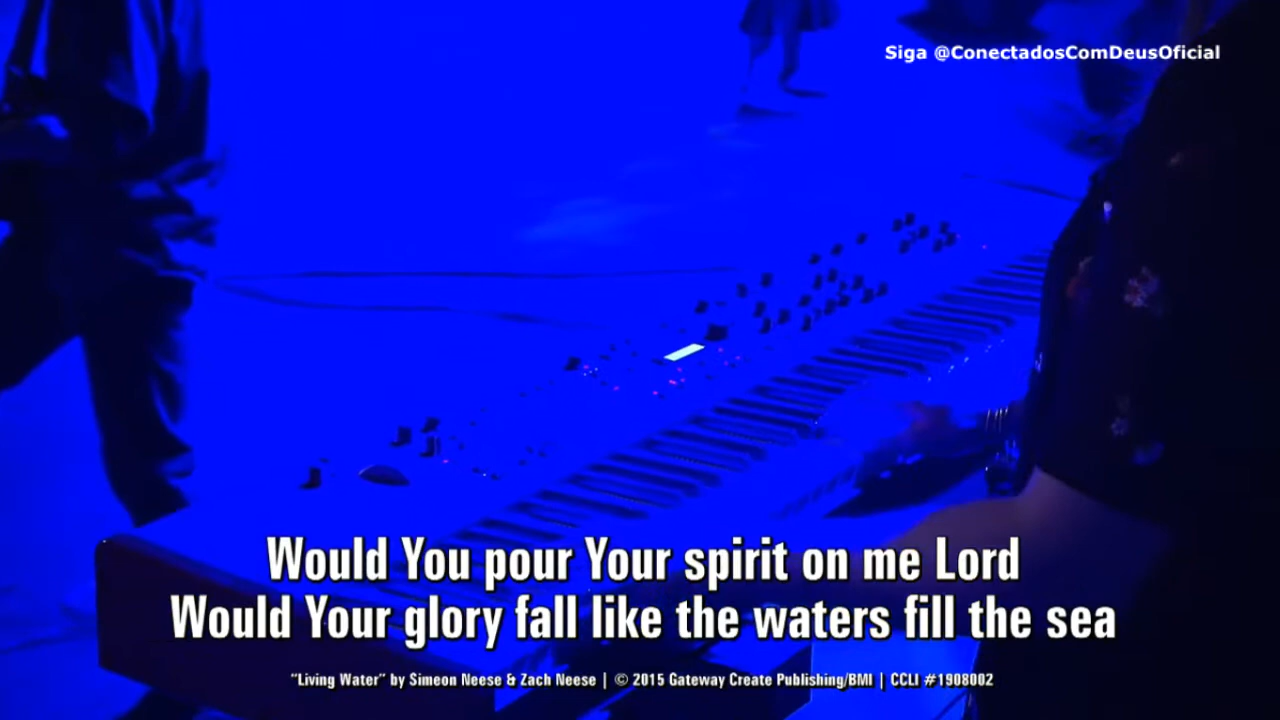 Siga @ConectadosComDeusOficial
Would You pour Your spirit on me Lord
Would Your glory fall like the waters fill the sea
"Living Water" by Simeon Neese & Zach Neese | © 2015 Gateway Create Publishing/BMI | CCLI #1908002